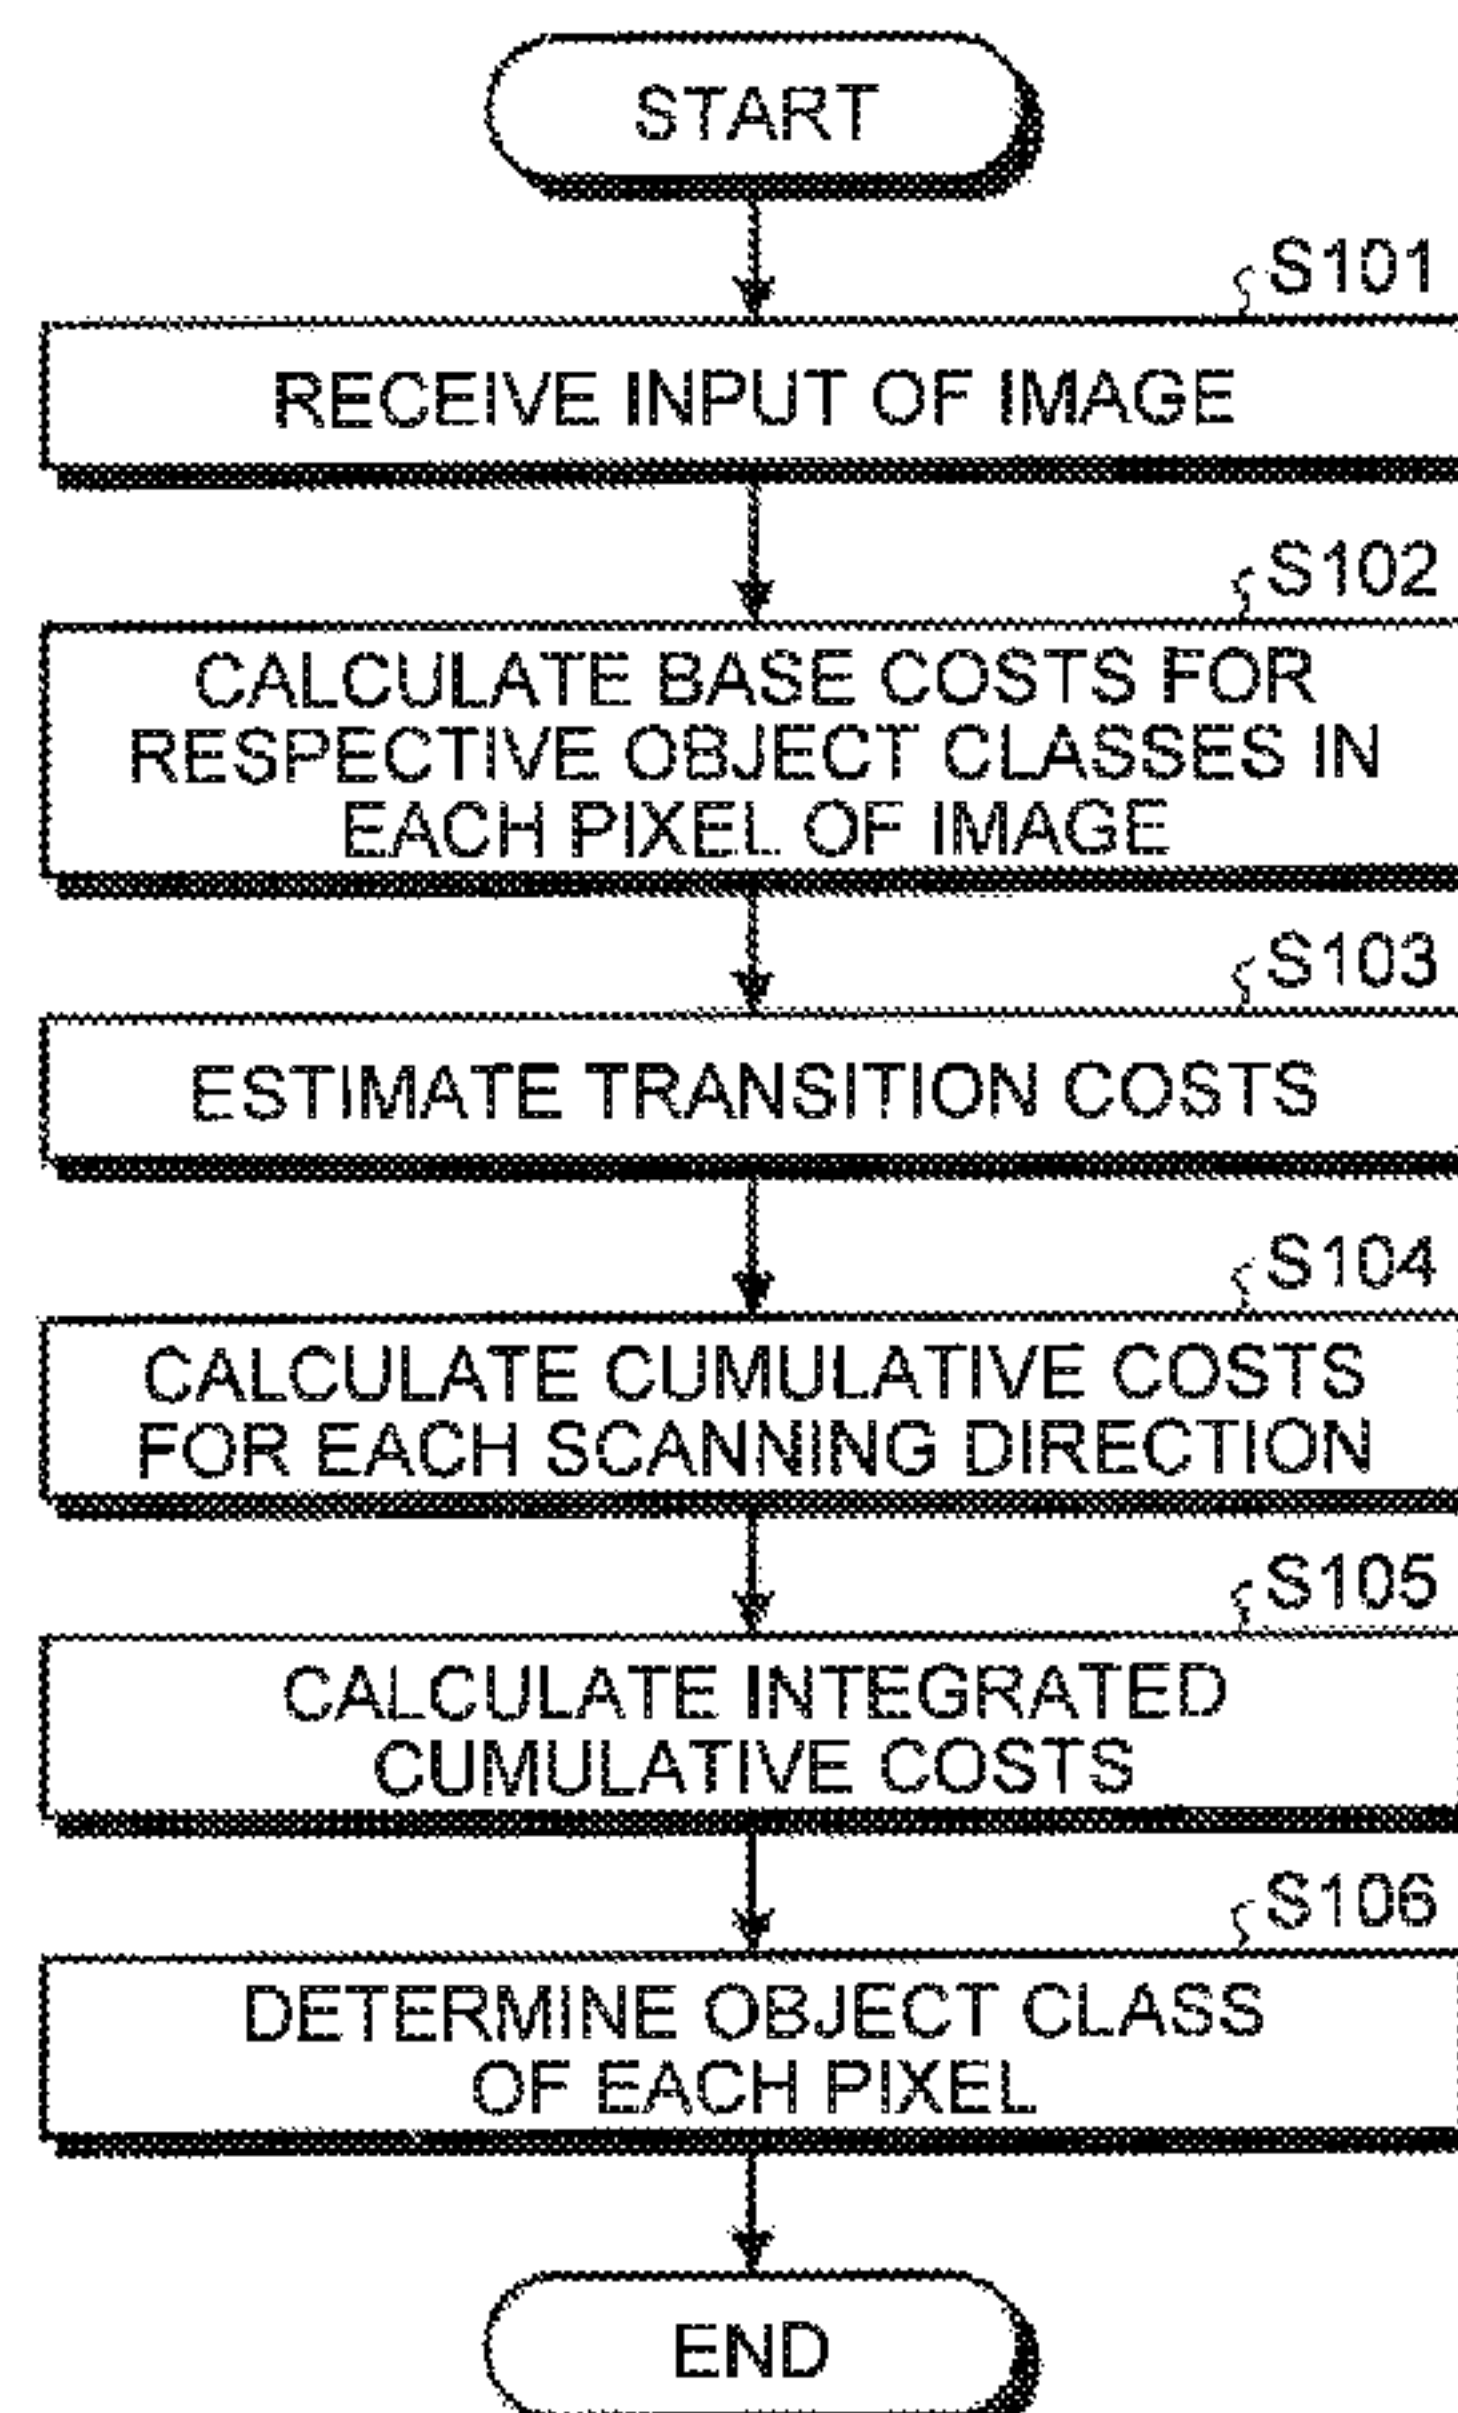 START
S101
RECEIVE INPUT OF IMAGE
S102
CALCULATE BASE COSTS FOR
RESPECTIVE OBJECT CLASSES IN
EACH PIXEL OF IMAGE
S103
ESTIMATE TRANSITION COSTS
S104
CALCULATE CUMULATIVE COSTS
FOR EACH SCANNING DIRECTION
S105
CALCULATE INTEGRATED
CUMULATIVE COSTS
S106
DETERMINE OBJECT CLASS
OF EACH PIXEL
END